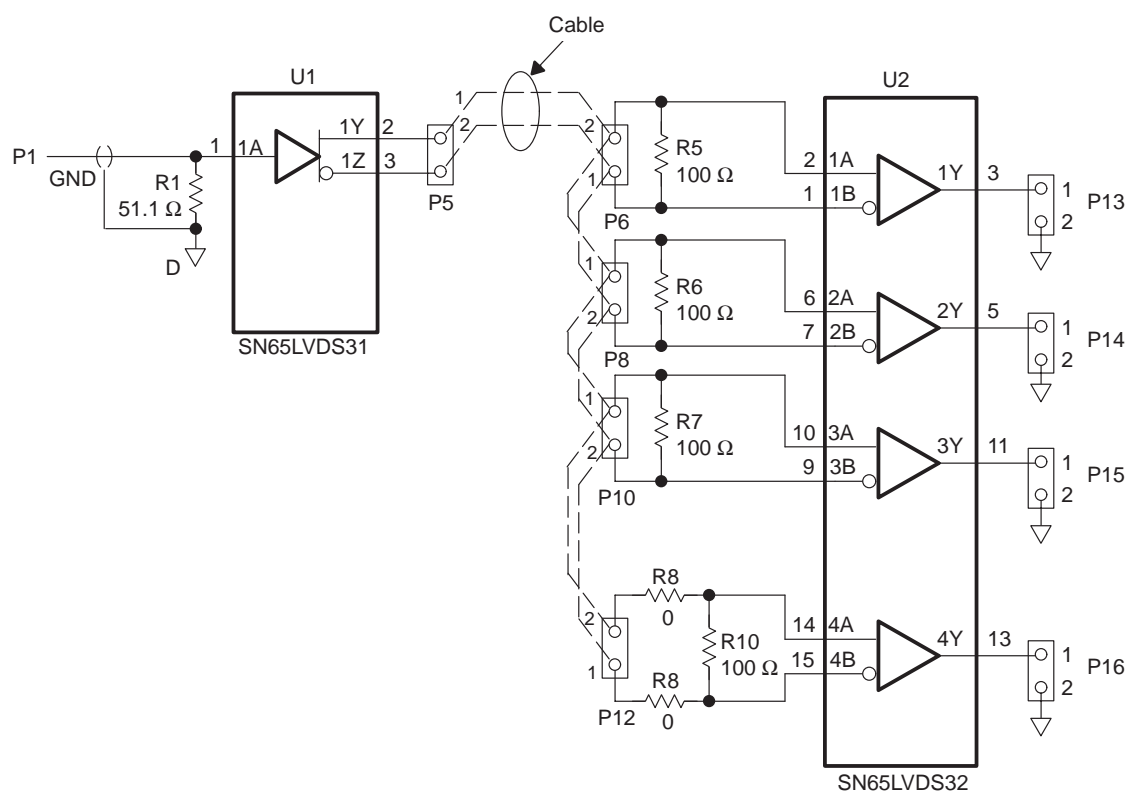 Cable
U1
U2
P1
GND
R1
51.1 Ω
D
1
1A
1Y
2
1Z
3
SN65LVDS31
P5
1
2
2
1
P6
R5
100 Ω
2
1A
1
1B
1Y
3
1
2
P13
1
2
P8
R6
100 Ω
6
2A
7
2B
2Y
5
1
2
P14
1
2
P10
R7
100 Ω
10
3A
9
3B
3Y
11
1
2
P15
2
1
P12
R8
0
R10
100 Ω
R8
0
14
4A
15
4B
4Y
13
1
2
P16
SN65LVDS32